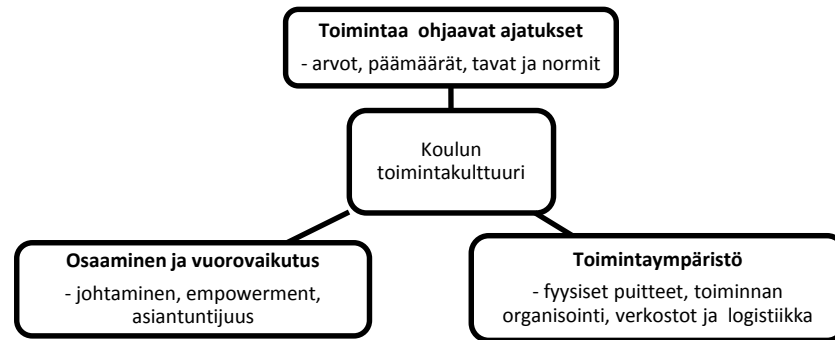 Toimintaa ohjaavat ajatukset
- arvot, päämäärät, tavat ja normit
Koulun
toimintakulttuuri
Osaaminen ja vuorovaikutus
- johtaminen, empowerment,
asiantuntijuus
Toimintaympäristö
- fyysiset puitteet, toiminnan
organisointi, verkostot ja logistiikka